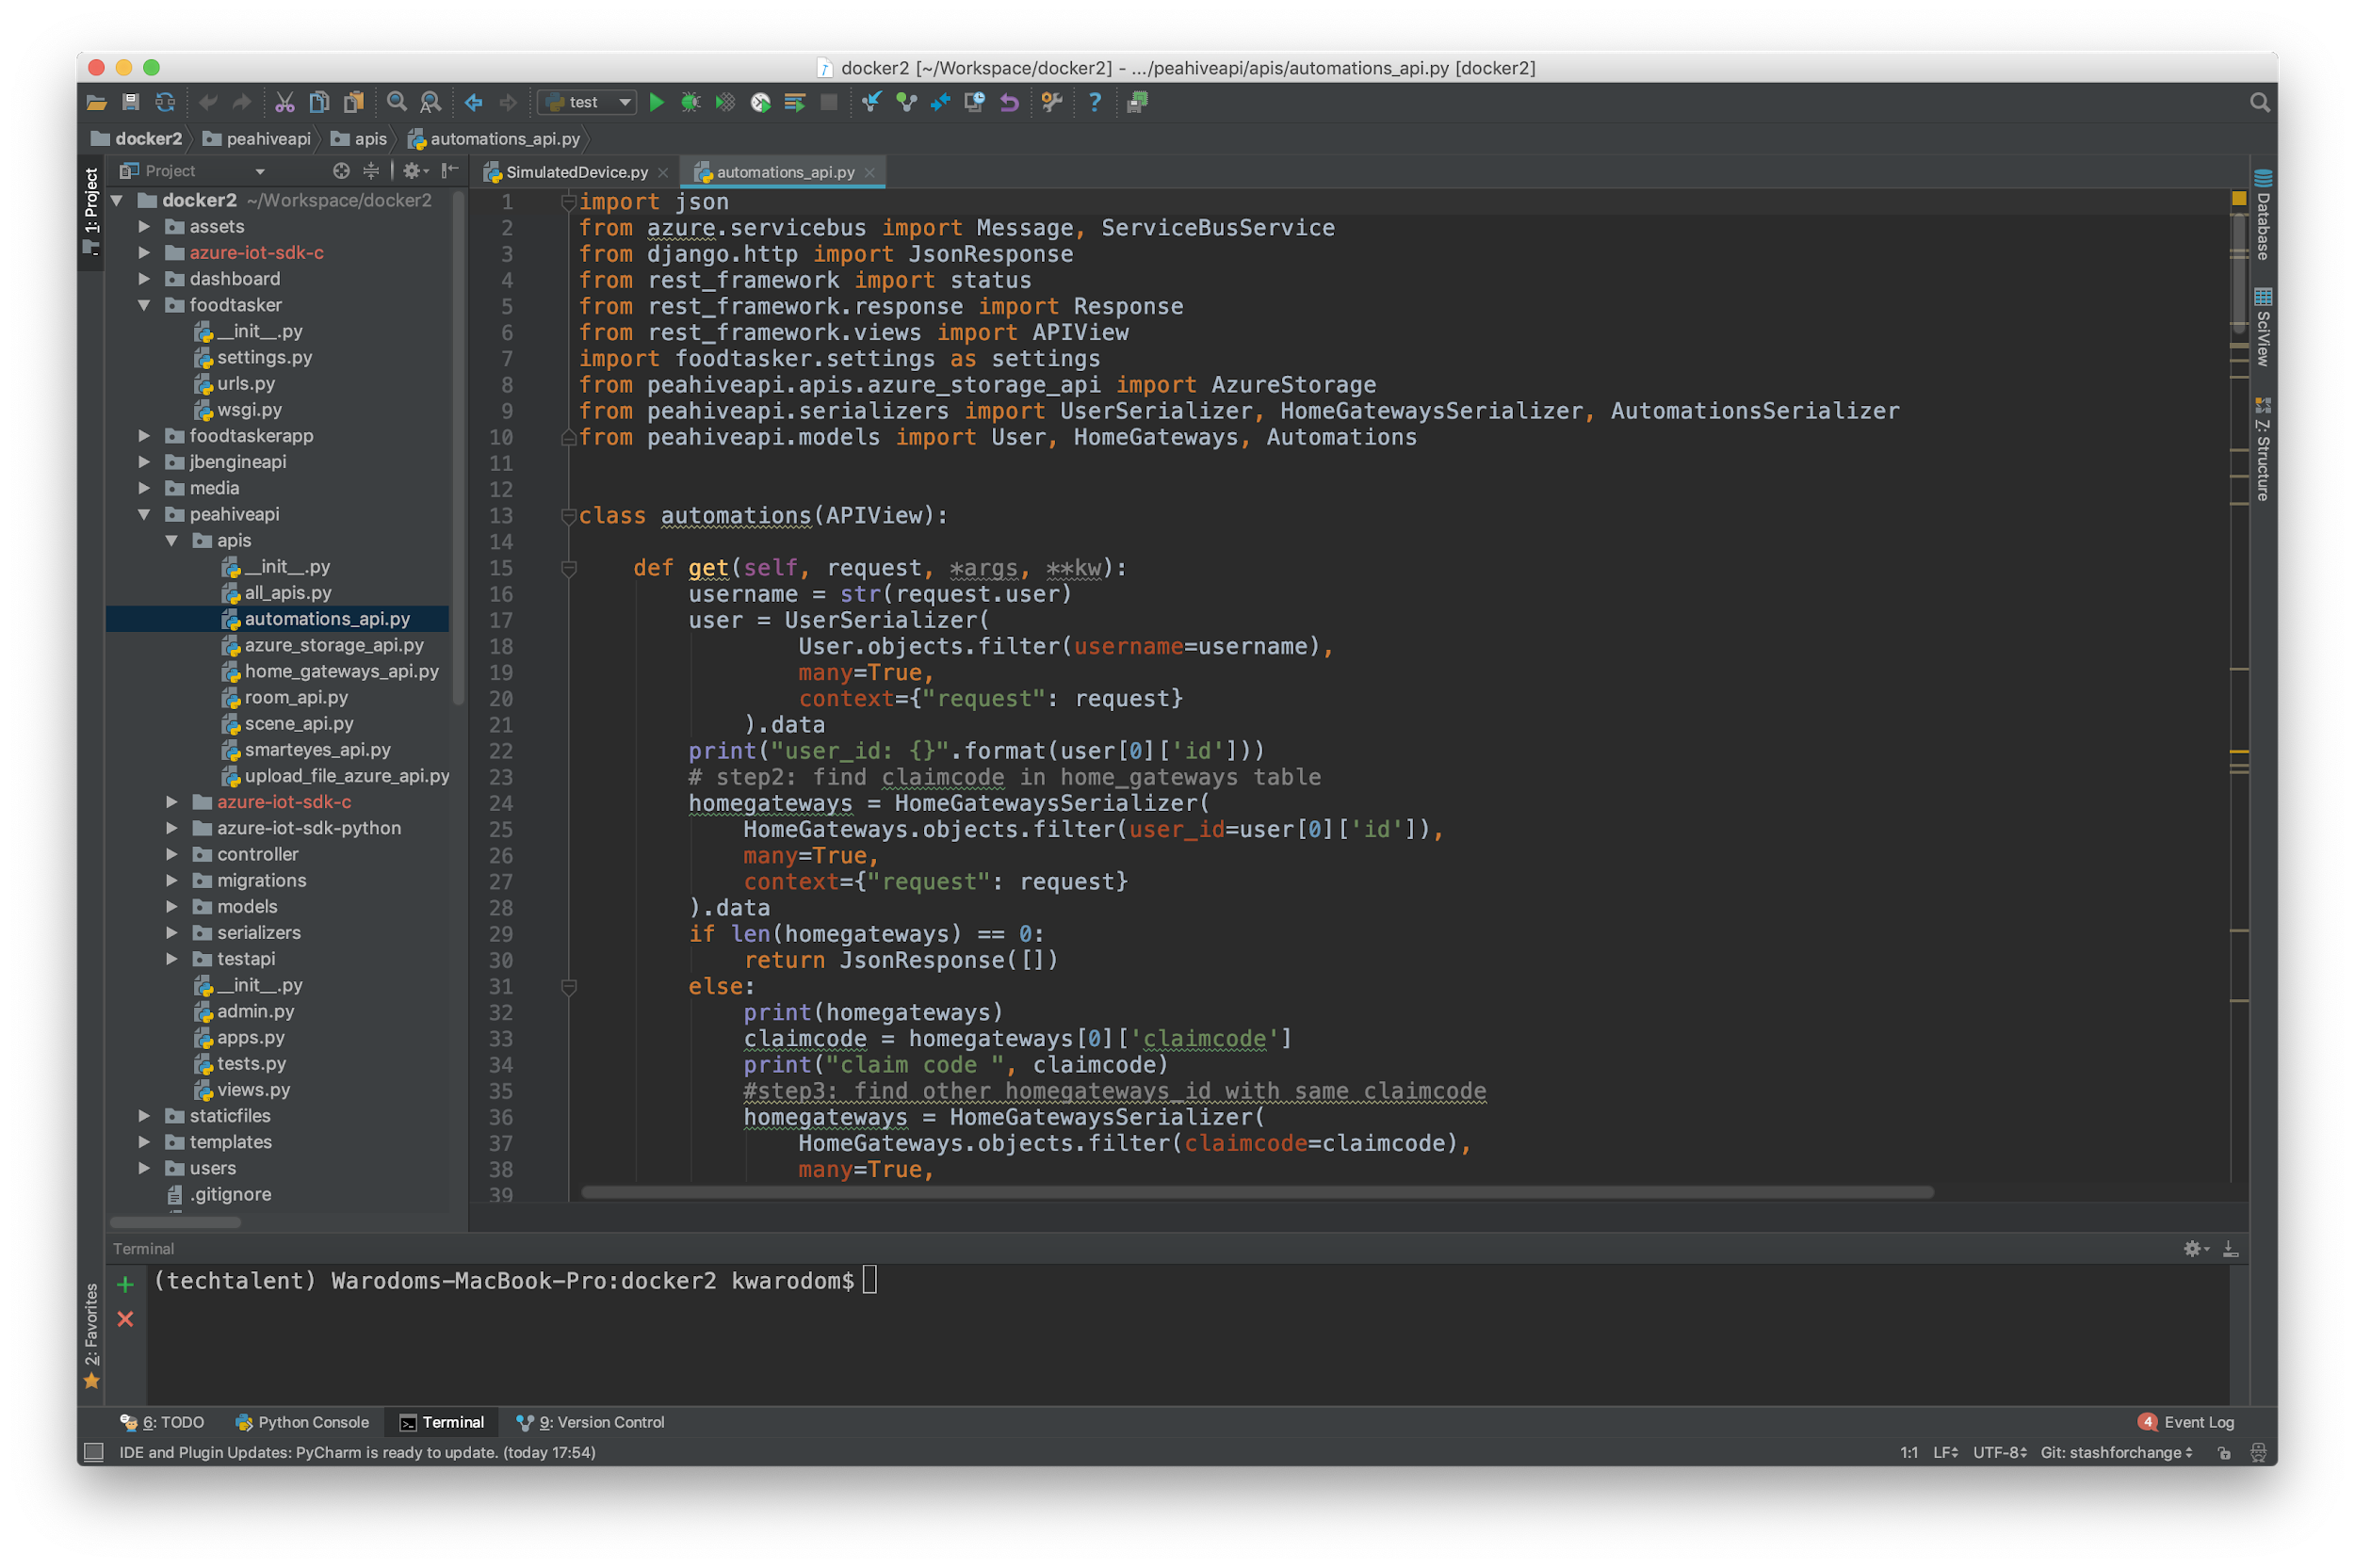 docker2 [~/Workspace/docker2] - .../peahiveapi/apis/automations_api.py [docker2]
test
docker2 peahiveapi apis automations_api.py
1: Project
Project
docker2 ~/Workspace/docker2
assets
azure-iot-sdk-c
dashboard
foodtasker
__init__.py
settings.py
urls.py
wsgi.py
foodtaskerapp
jbengineapi
media
peahiveapi
apis
__init__.py
all_apis.py
automations_api.py
azure_storage_api.py
home_gateways_api.py
room_api.py
scene_api.py
smarteyes_api.py
upload_file_azure_api.py
azure-iot-sdk-c
azure-iot-sdk-python
controller
migrations
models
serializers
testapi
__init__.py
admin.py
apps.py
tests.py
views.py
staticfiles
templates
users
.gitignore
SimulatedDevice.py automations_api.py
1 import json
2 from azure.servicebus import Message, ServiceBusService
3 from django.http import JsonResponse
4 from rest_framework import status
5 from rest_framework.response import Response
6 from rest_framework.views import APIView
7 import foodtasker.settings as settings
8 from peahiveapi.apis.azure_storage_api import AzureStorage
9 from peahiveapi.serializers import UserSerializer, HomeGatewaysSerializer, AutomationsSerializer
10 from peahiveapi.models import User, HomeGateways, Automations
11
12
13 class automations(APIView):
14
15 def get(self, request, *args, **kw):
16 username = str(request.user)
17 user = UserSerializer(
18 User.objects.filter(username=username),
19 many=True,
20 context={"request": request}
21 ).data
22 print("user_id: {}".format(user[0]['id']))
23 # step2: find claimcode in home_gateways table
24 homegateways = HomeGatewaysSerializer(
25 HomeGateways.objects.filter(user_id=user[0]['id']),
26 many=True,
27 context={"request": request}
28 ).data
29 if len(homegateways) == 0:
30 return JsonResponse([])
31 else:
32 print(homegateways)
33 claimcode = homegateways[0]['claimcode']
34 print("claim code ", claimcode)
35 #step3: find other homegateways_id with same claimcode
36 homegateways = HomeGatewaysSerializer(
37 HomeGateways.objects.filter(claimcode=claimcode),
38 many=True,
39
Database
SciView
7: Structure
Terminal
(techtalent) Warodoms-MacBook-Pro:docker2 kwarodom$
2: Favorites
6: TODO Python Console Terminal 9: Version Control 4 Event Log
IDE and Plugin Updates: PyCharm is ready to update. (today 17:54) 1:1 LF UTF-8 Git: stashforchange